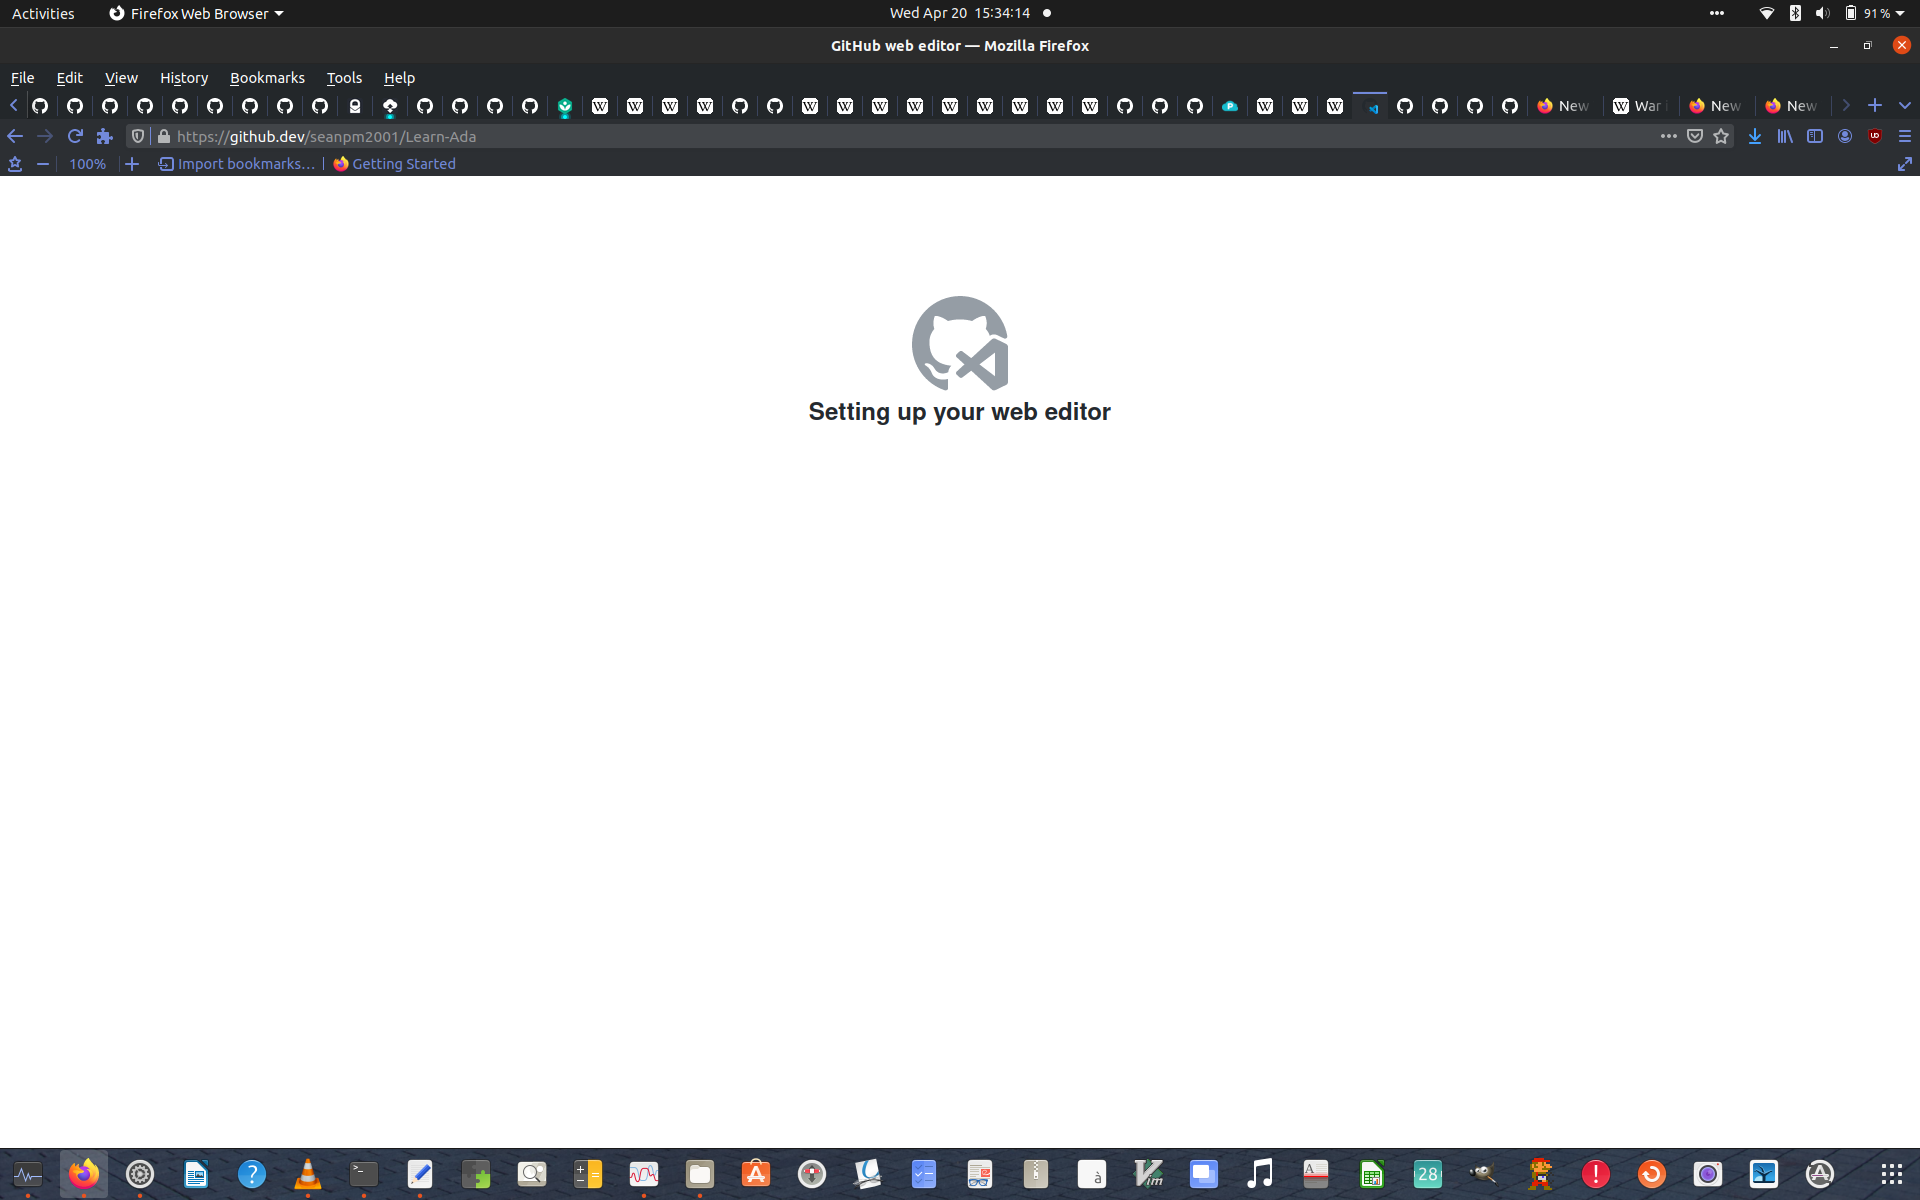 Activities Firefox Web Browser Wed Apr 20 15:34:14 91%
GitHub web editor — Mozilla Firefox
File Edit View History Bookmarks Tools Help
New War New New
https://github.dev/seanpm2001/Learn-Ada
100% Import bookmarks... Getting Started
Setting up your web editor
28